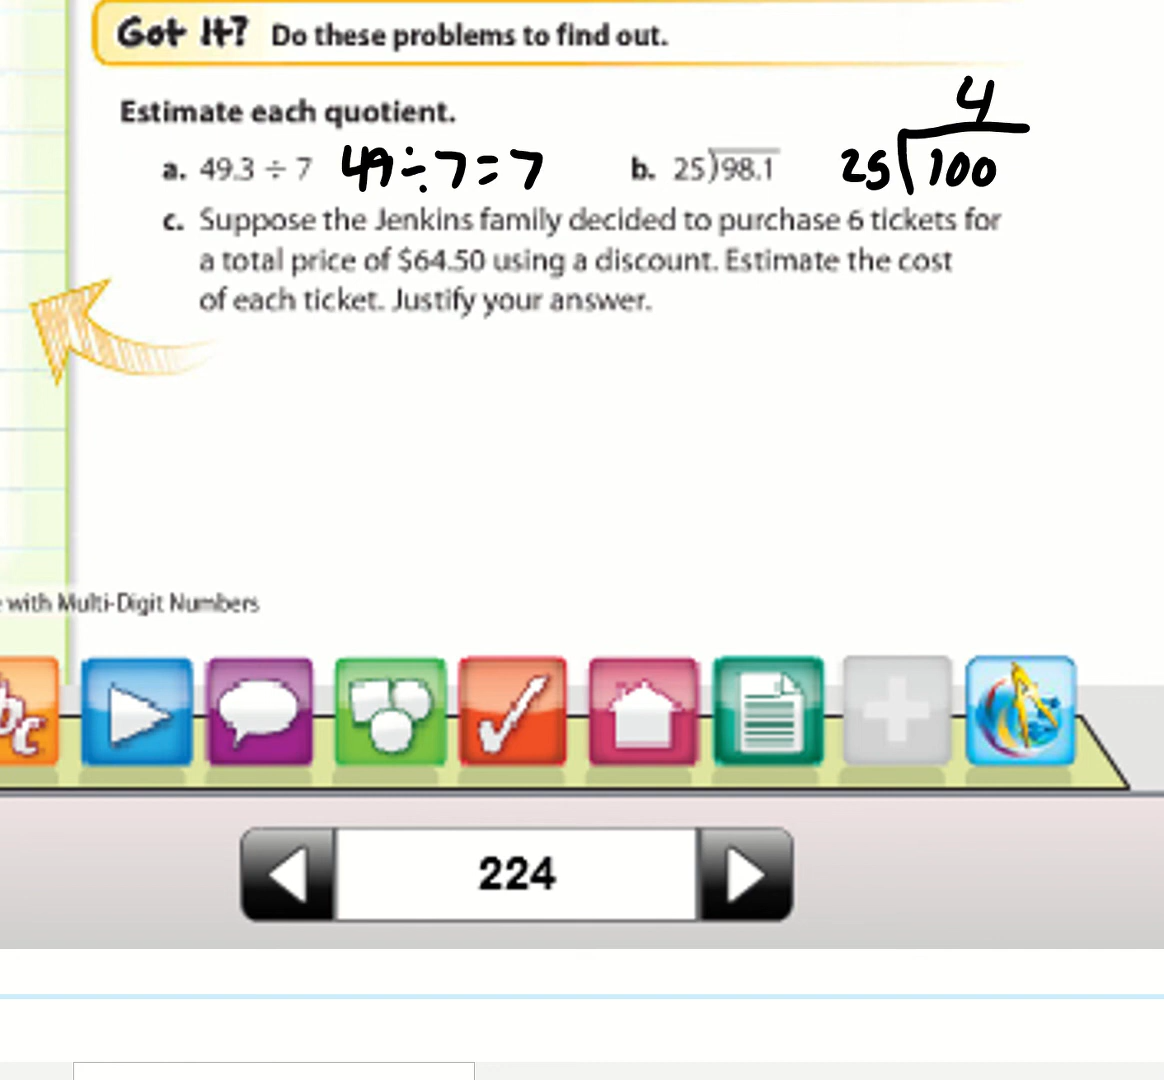 Got It? Do these problems to find out.
Estimate each quotient.
a. 49.3 ÷ 7 49÷7=7 b. 25)98.1 4
25)100
c. Suppose the Jenkins family decided to purchase 6 tickets for
a total price of $64.50 using a discount. Estimate the cost
of each ticket. Justify your answer.
with Multi-Digit Numbers
bc
224